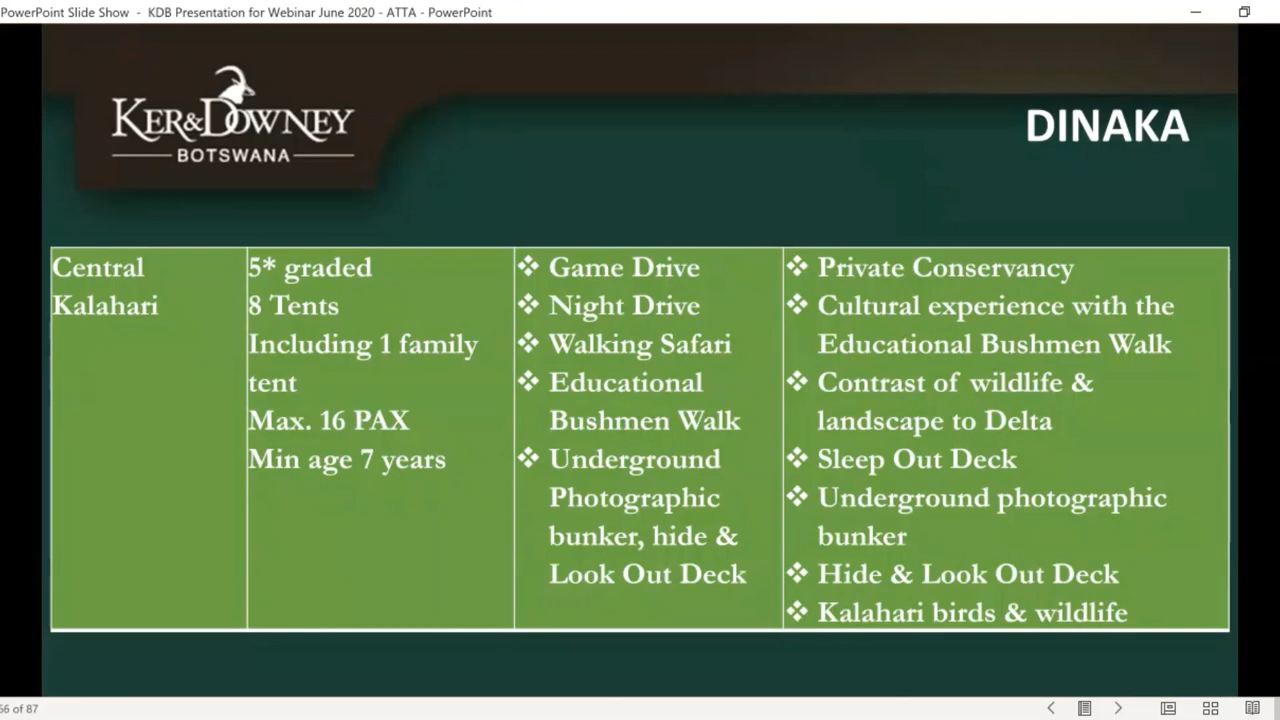 PowerPoint Slide Show - KDB Presentation for Webinar June 2020 - ATTA - PowerPoint
KER&DOWNEY
BOTSWANA
DINAKA
Central
Kalahari
5* graded
8 Tents
Including 1 family
tent
Max. 16 PAX
Min age 7 years
❖ Game Drive
❖ Night Drive
❖ Walking Safari
❖ Educational
Bushmen Walk
❖ Underground
Photographic
bunker, hide &
Look Out Deck
❖ Private Conservancy
❖ Cultural experience with the
Educational Bushmen Walk
❖ Contrast of wildlife &
landscape to Delta
❖ Sleep Out Deck
❖ Underground photographic
bunker
❖ Hide & Look Out Deck
❖ Kalahari birds & wildlife
of 87